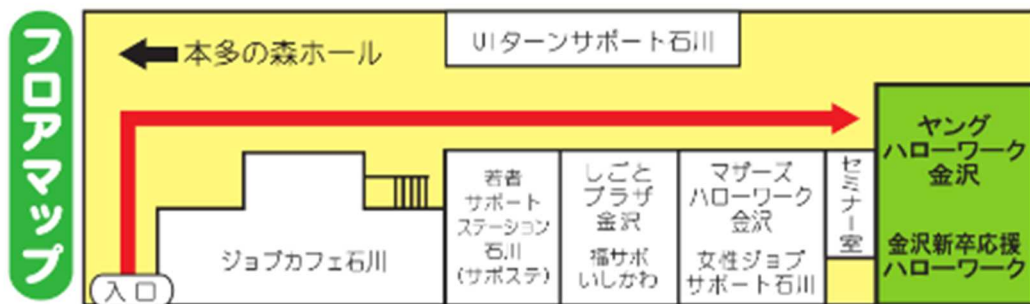 フロアマップ
本多の森ホール
UIターンサポート石川
ヤング
ハローワーク
金沢
金沢新卒応援
ハローワーク
セミナー室
マザーズ
ハローワーク
金沢
女性ジョブ
サポート石川
しごと
プラザ
金沢
福サポ
いしかわ
若者
サポート
ステーション
石川
(サポステ)
ジョブカフェ石川
入口